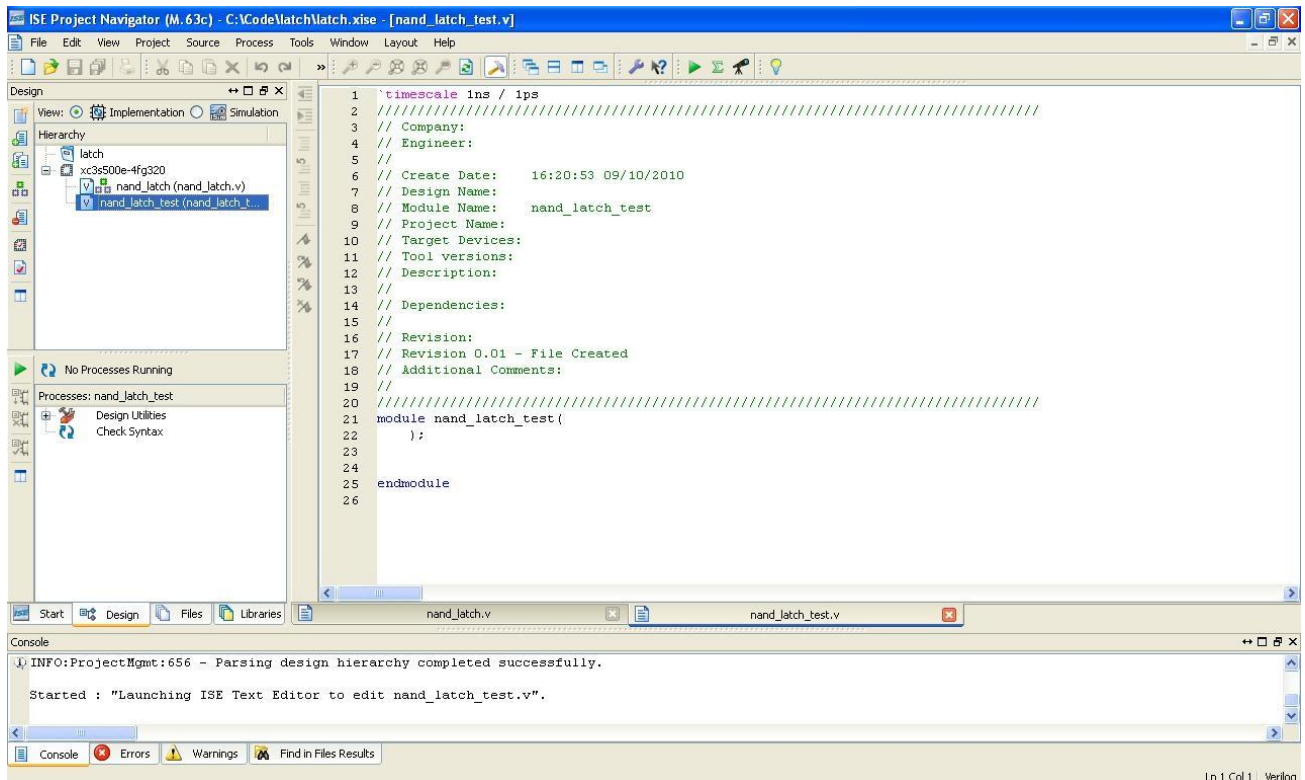 ISE Project Navigator (M.63c) - C:\Code\latch\latch.xise - [nand_latch_test.v]
File Edit View Project Source Process Tools Window Layout Help
Design
View: Implementation Simulation
Hierarchy
latch
xc3s500e-4fg320
nand_latch (nand_latch.v)
nand_latch_test (nand_latch_t...
No Processes Running
Processes: nand_latch_test
Design Utilities
Check Syntax
Start Design Files Libraries
1 `timescale 1ns / 1ps
2 //////////////////////////////////////////////////////////////////////////////////
3 // Company:
4 // Engineer:
5 //
6 // Create Date: 16:20:53 09/10/2010
7 // Design Name:
8 // Module Name: nand_latch_test
9 // Project Name:
10 // Target Devices:
11 // Tool versions:
12 // Description:
13 //
14 // Dependencies:
15 //
16 // Revision:
17 // Revision 0.01 - File Created
18 // Additional Comments:
19 //
20 //////////////////////////////////////////////////////////////////////////////////
21 module nand_latch_test(
22 );
23
24
25 endmodule
26
nand_latch.v nand_latch_test.v
Console
INFO:ProjectMgmt:656 - Parsing design hierarchy completed successfully.
Started : "Launching ISE Text Editor to edit nand_latch_test.v".
Console Errors Warnings Find in Files Results
Ln 1 Col 1 Verilog